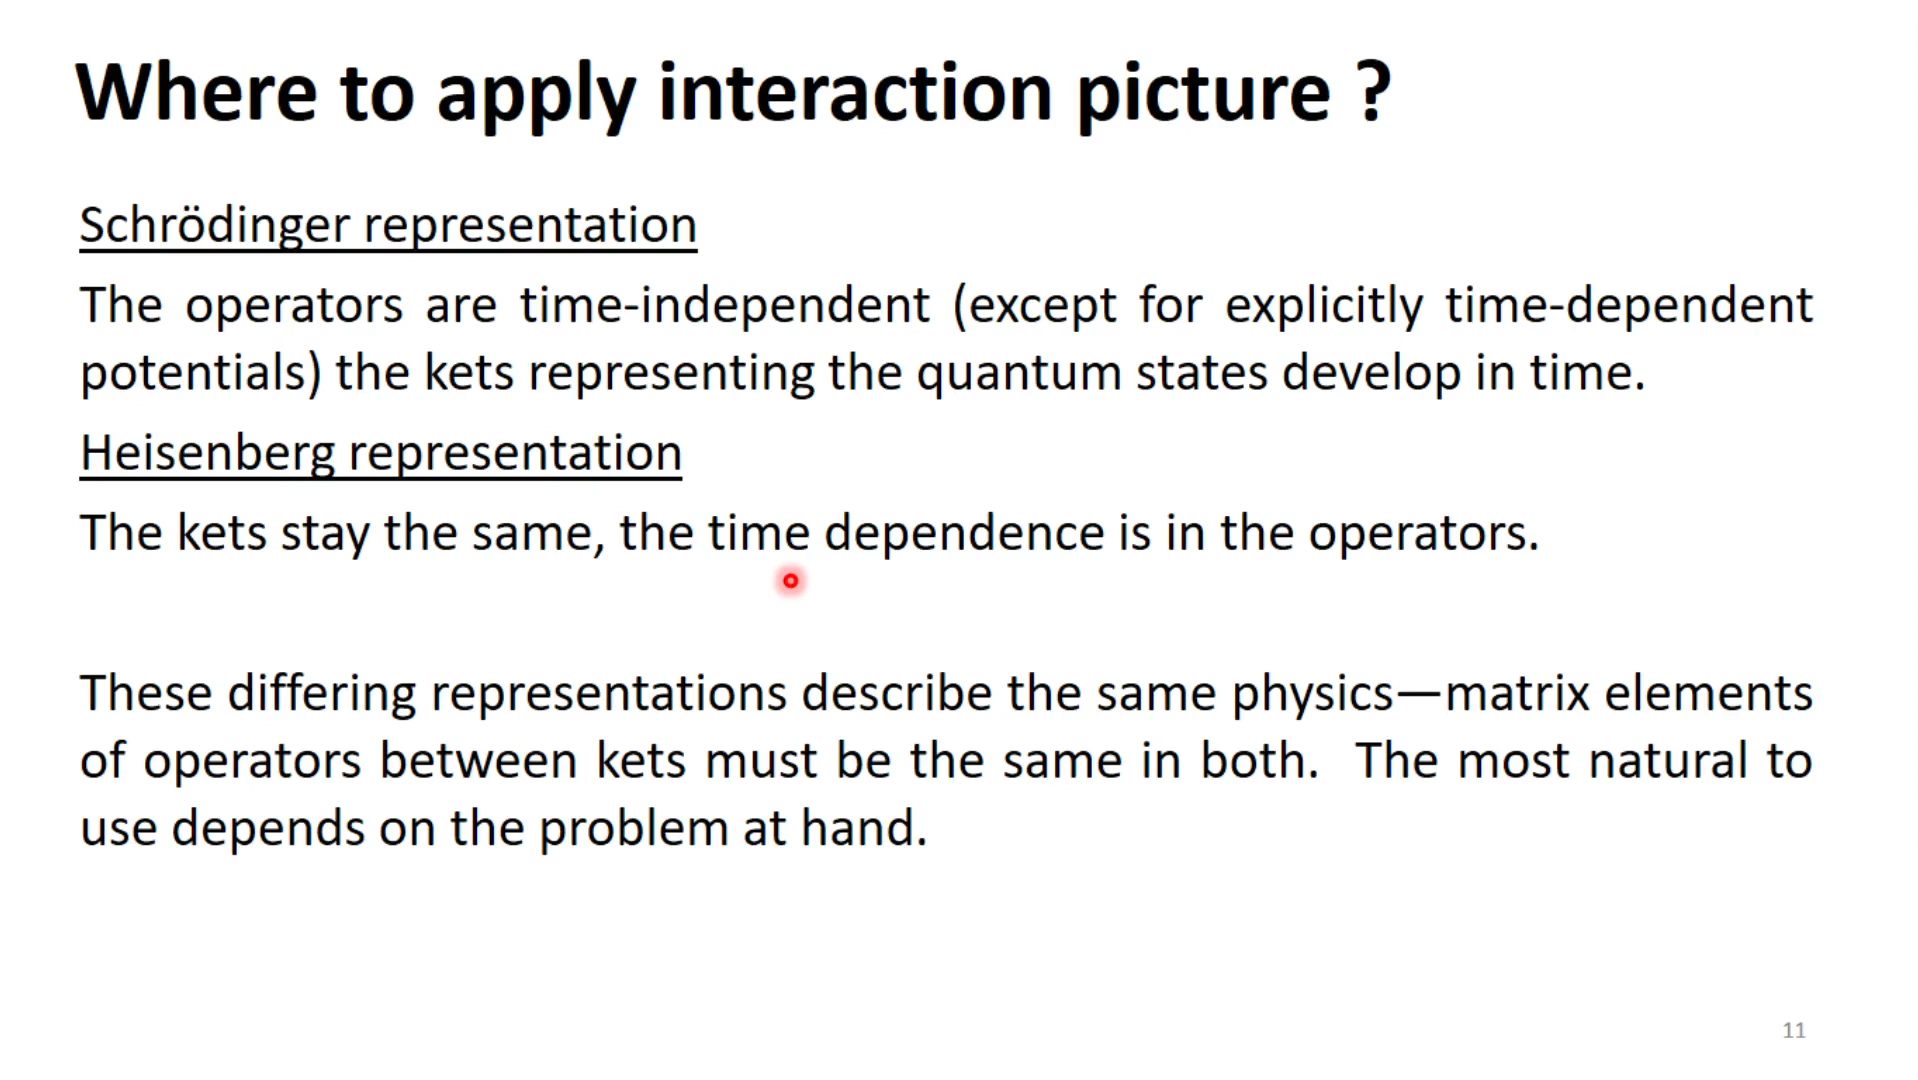 Where to apply interaction picture ?
Schrödinger representation
The operators are time-independent (except for explicitly time-dependent
potentials) the kets representing the quantum states develop in time.
Heisenberg representation
The kets stay the same, the time dependence is in the operators.
These differing representations describe the same physics—matrix elements
of operators between kets must be the same in both. The most natural to
use depends on the problem at hand.
11